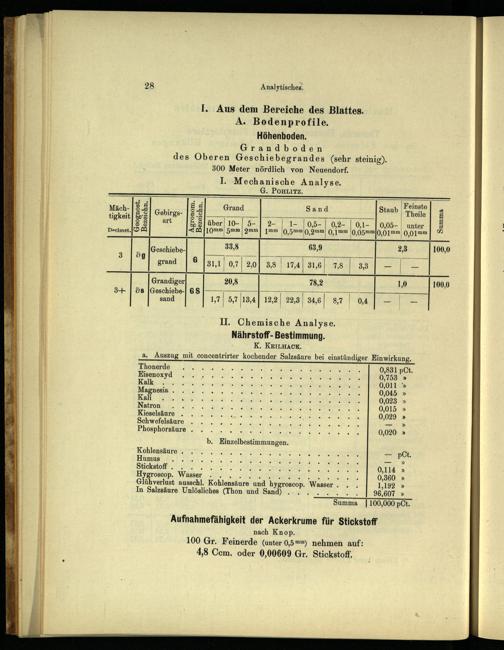 28
Analytisches.
I. Aus dem Bereiche des Blattes.
A. Bodenprofile.
Höhenboden.
Grandboden
des Oberen Geschiebegrandes (sehr steinig).
300 Meter nördlich von Neuendorf.
I. Mechanische Analyse.
G. Pohlitz.
Mächtigkeit Decimet. Geognost. Bezeichn. Gebirgsart Agronom. Bezeichn. Grand Sand Staub Feinste Theile Summa
über 10mm 10–5mm 5–2mm 2–1mm 1–0,5mm 0,5–0,2mm 0,2–0,1mm 0,1–0,05mm 0,05–0,01mm unter 0,01mm
3 ∂g Geschiebegrand G 33,8 63,9 2,3 100,0
31,1 0,7 2,0 3,8 17,4 31,6 7,8 3,3 — —
3+ ∂s Grandiger Geschiebesand GS 20,8 78,2 1,0 100,0
1,7 5,7 13,4 12,2 22,3 34,6 8,7 0,4 — —
II. Chemische Analyse.
Nährstoff-Bestimmung.
K. Keilhack.
a. Auszug mit concentrirter kochender Salzsäure bei einstündiger Einwirkung.
Thonerde 0,831 pCt.
Eisenoxyd 0,753 »
Kalk 0,011 »
Magnesia 0,045 »
Kali 0,023 »
Natron 0,015 »
Kieselsäure 0,029 »
Schwefelsäure — »
Phosphorsäure 0,020 »
b. Einzelbestimmungen.
Kohlensäure — pCt.
Humus — »
Stickstoff 0,114 »
Hygroscop. Wasser 0,360 »
Glühverlust ausschl. Kohlensäure und hygroscop. Wasser 1,192 »
In Salzsäure Unlösliches (Thon und Sand) 96,607 »
Summa 100,000 pCt.
Aufnahmefähigkeit der Ackerkrume für Stickstoff
nach Knop.
100 Gr. Feinerde (unter 0,5mm) nehmen auf:
4,8 Ccm. oder 0,00609 Gr. Stickstoff.